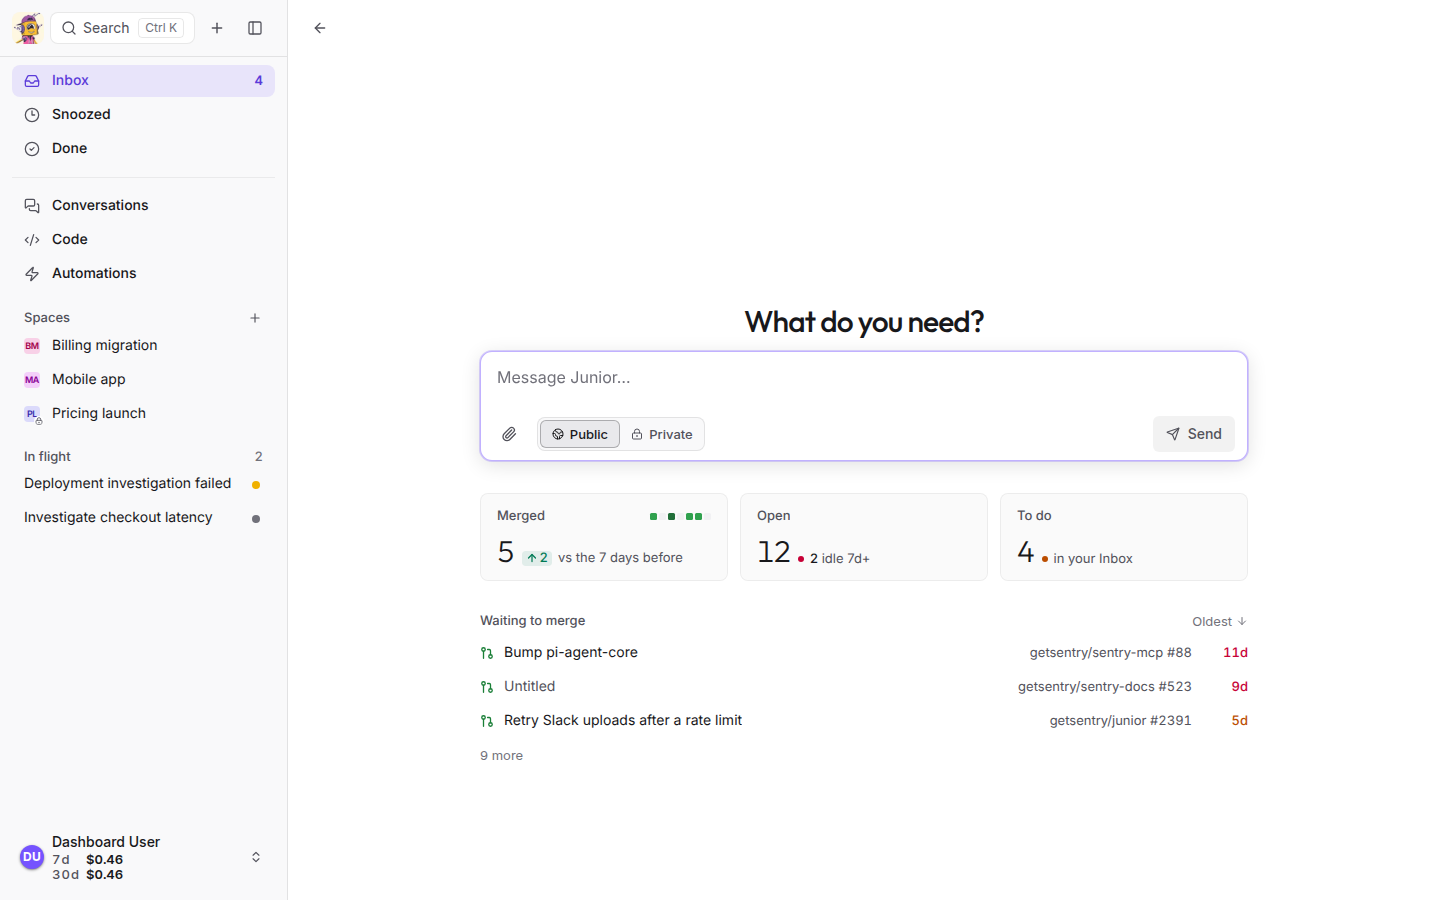 Search Ctrl K
Inbox 4
Snoozed
Done
Conversations
Code
Automations
Spaces
BM Billing migration
MA Mobile app
PL Pricing launch
In flight 2
Deployment investigation failed
Investigate checkout latency
DU Dashboard User
7d $0.46
30d $0.46
What do you need?
Message Junior...
Public Private Send
Merged
5 2 vs the 7 days before
Open
12 2 idle 7d+
To do
4 in your Inbox
Waiting to merge Oldest
Bump pi-agent-core getsentry/sentry-mcp #88 11d
Untitled getsentry/sentry-docs #523 9d
Retry Slack uploads after a rate limit getsentry/junior #2391 5d
9 more